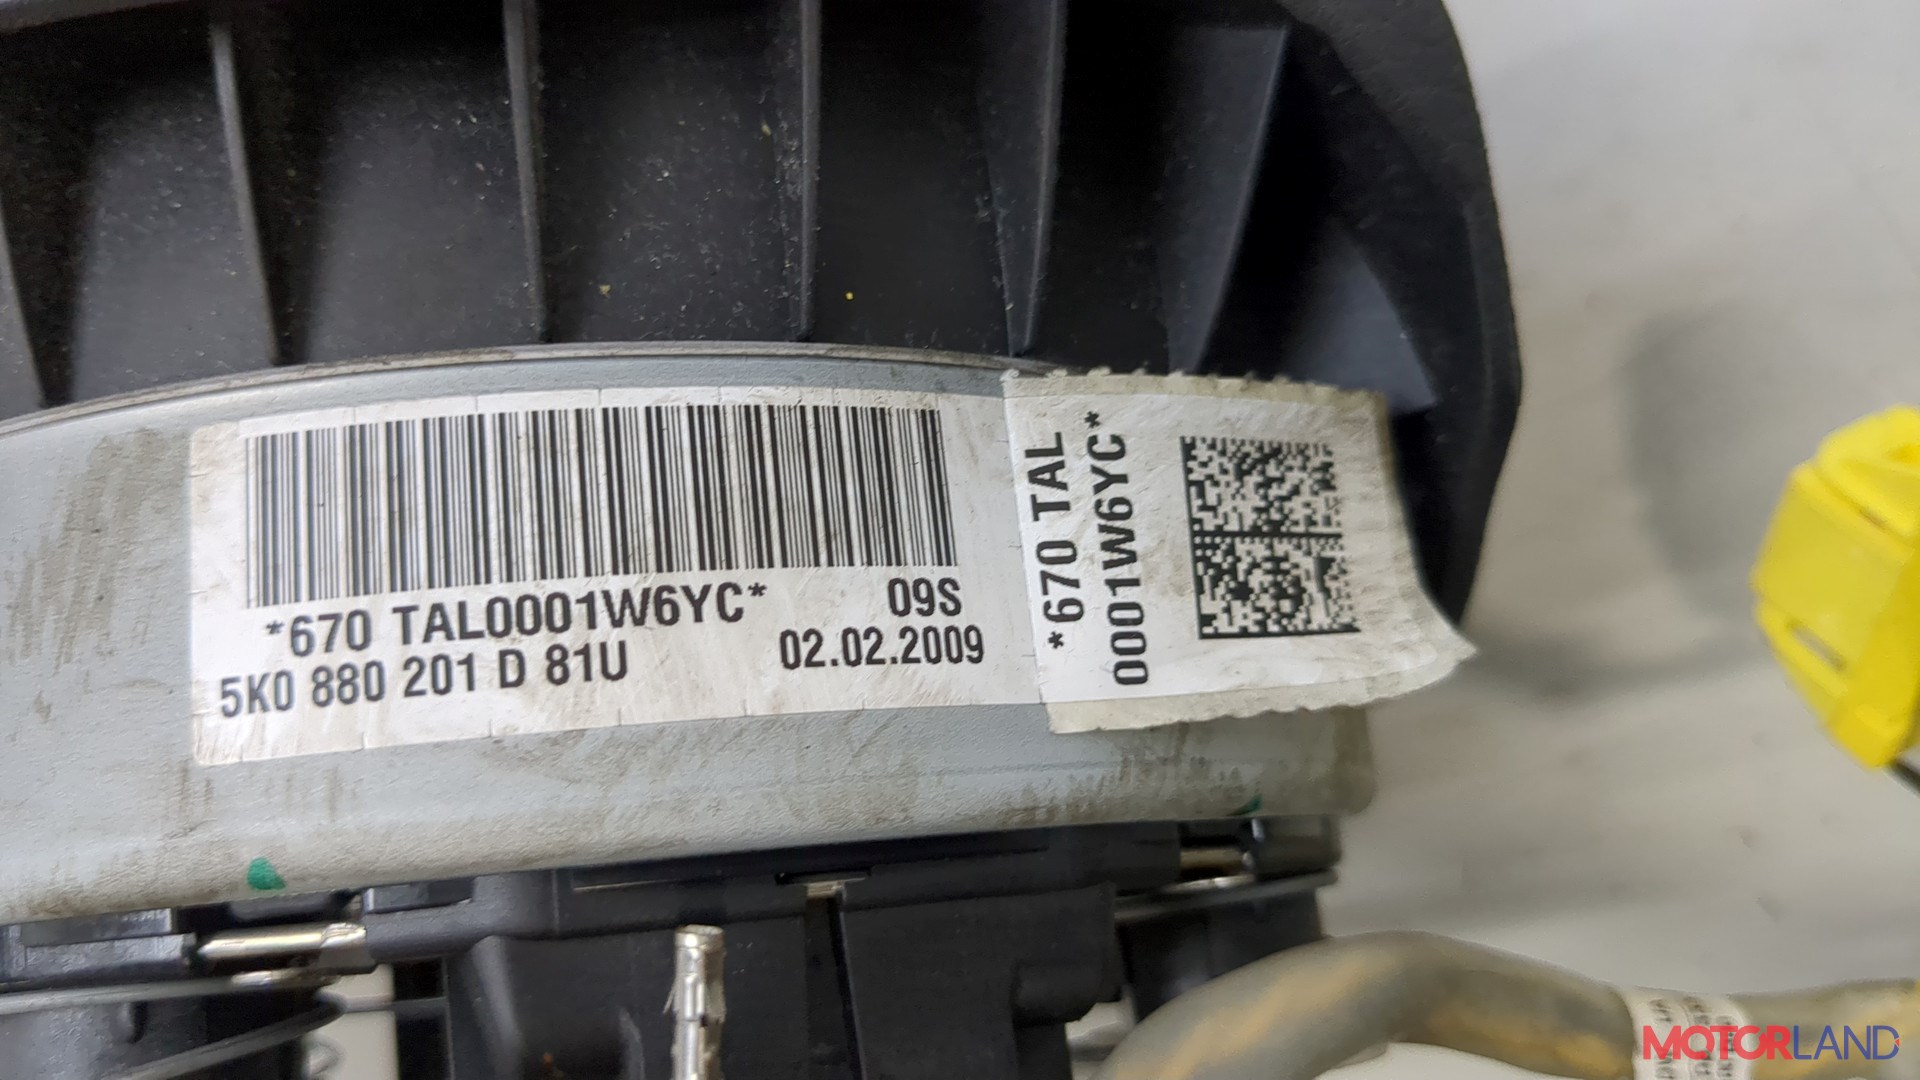 *670 TAL0001W6YC*
09S
5K0 880 201 D 81U
02.02.2009
*670 TAL
0001W6YC*
MOTORLAND